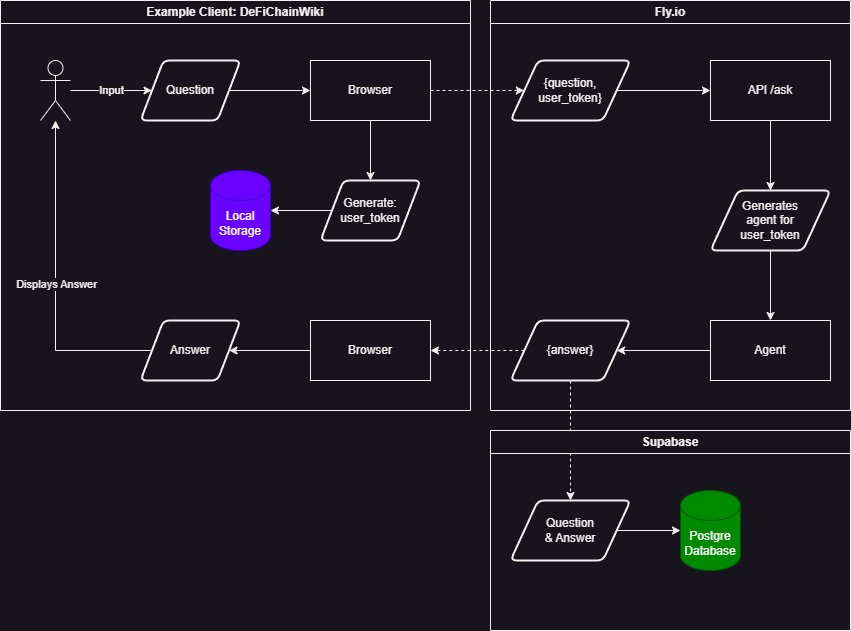 Example Client: DeFiChainWiki
Fly.io
Input
Question
Browser
{question,
user_token}
API /ask
Local
Storage
Generate:
user_token
Generates
agent for
user_token
Displays Answer
Answer
Browser
{answer}
Agent
Supabase
Question
& Answer
Postgre
Database